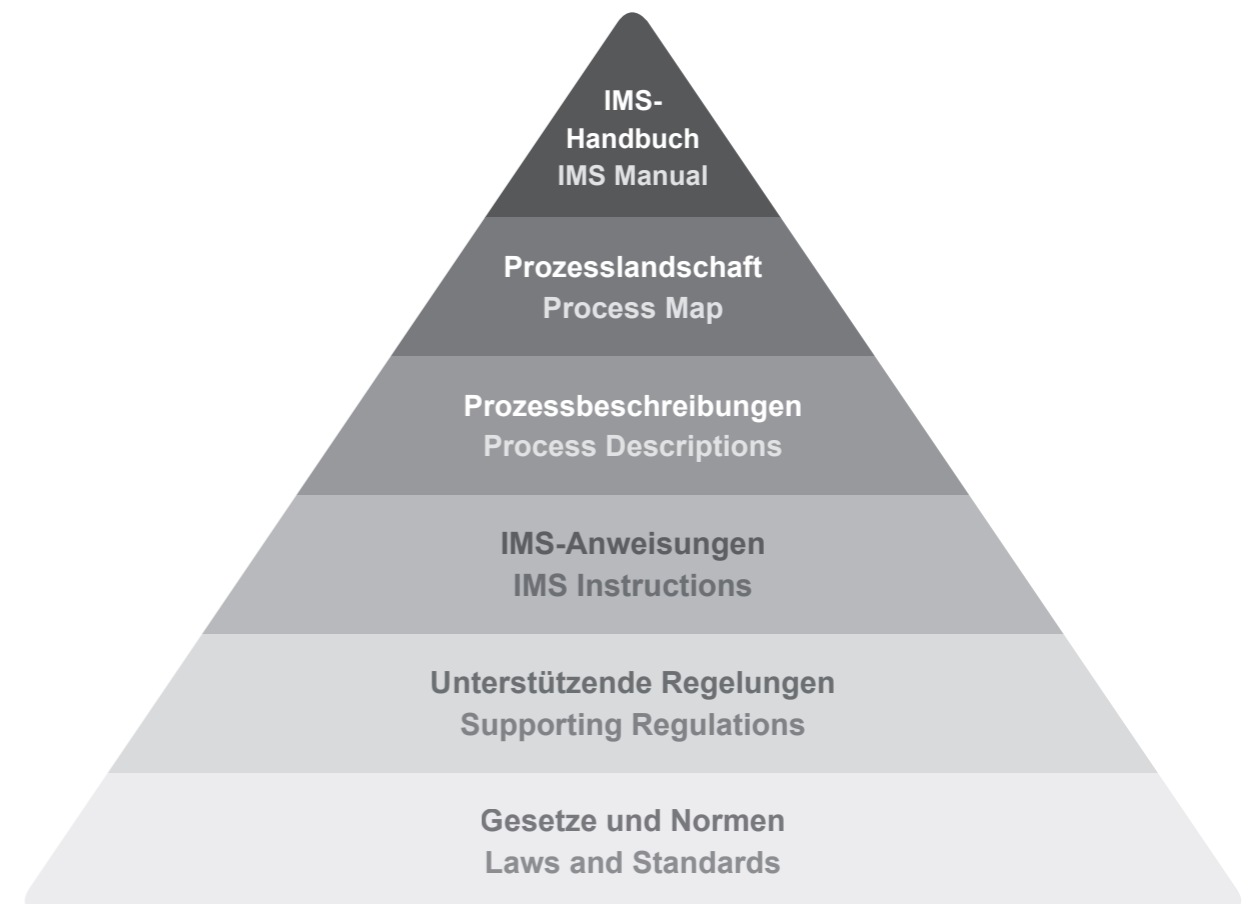 IMS-
Handbuch
IMS Manual
Prozesslandschaft
Process Map
Prozessbeschreibungen
Process Descriptions
IMS-Anweisungen
IMS Instructions
Unterstützende Regelungen
Supporting Regulations
Gesetze und Normen
Laws and Standards